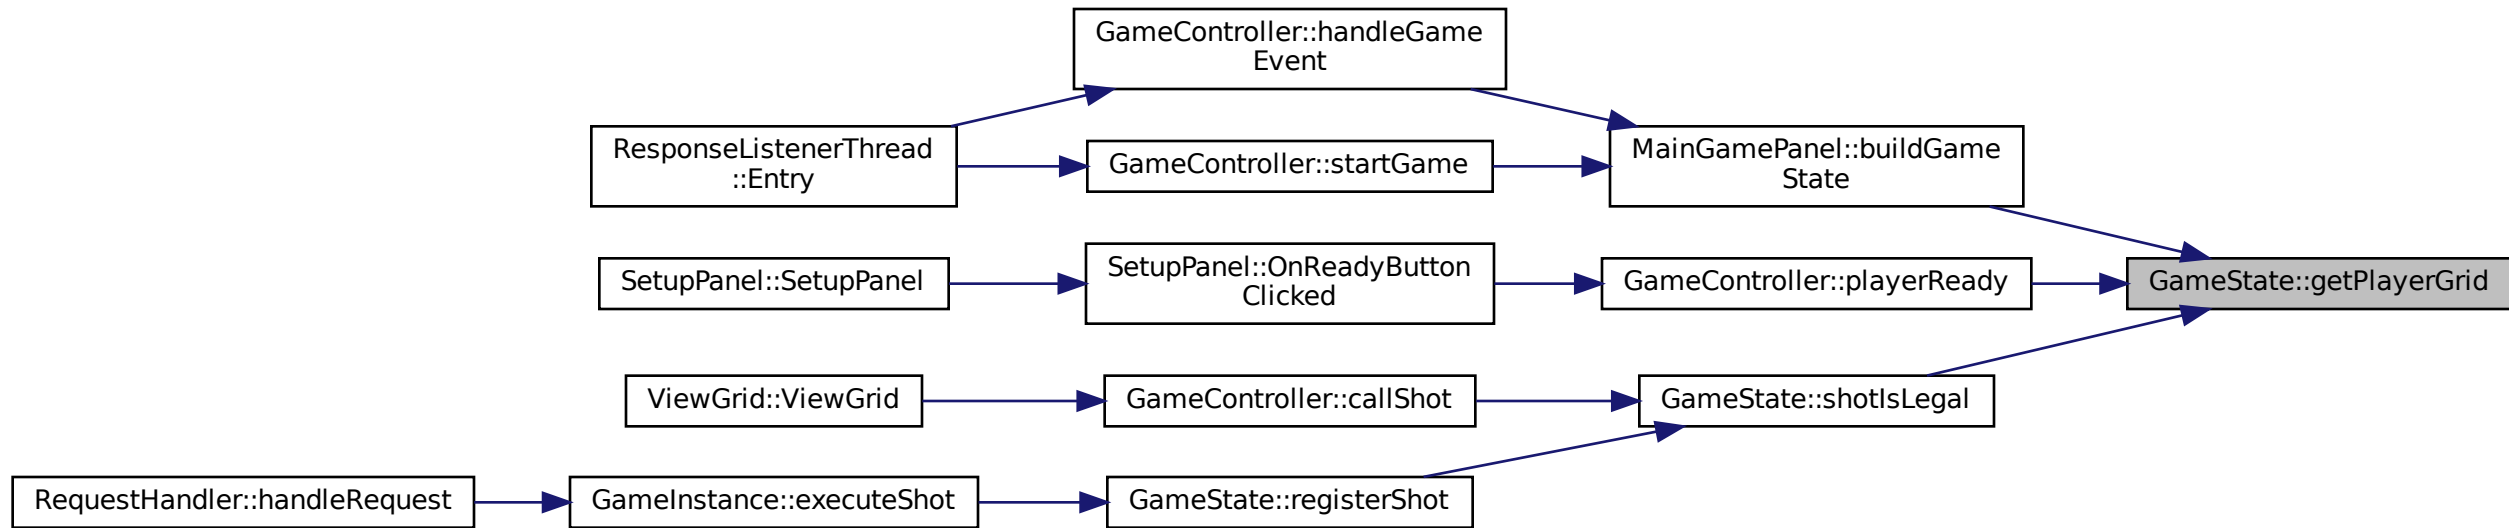 GameController::handleGame
Event
ResponseListenerThread
::Entry
GameController::startGame
MainGamePanel::buildGame
State
SetupPanel::SetupPanel
SetupPanel::OnReadyButton
Clicked
GameController::playerReady
GameState::getPlayerGrid
ViewGrid::ViewGrid
GameController::callShot
GameState::shotIsLegal
RequestHandler::handleRequest
GameInstance::executeShot
GameState::registerShot